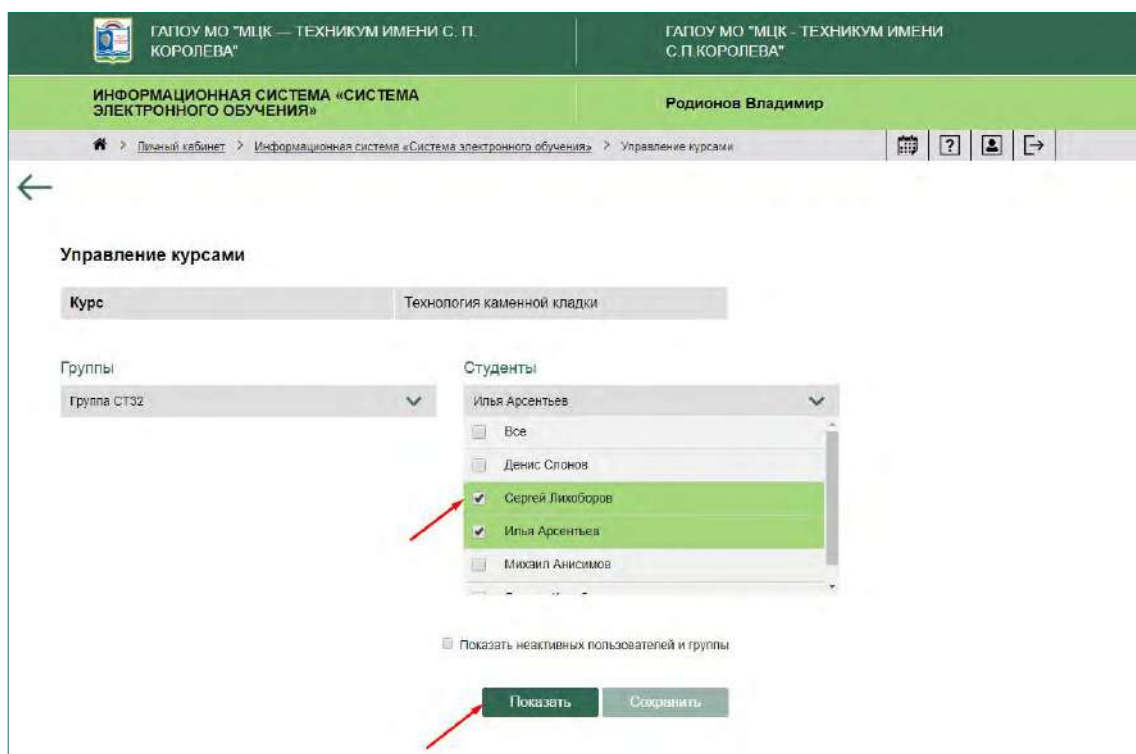 ГАПОУ МО "МЦК — ТЕХНИКУМ ИМЕНИ С. П.
КОРОЛЕВА"
ГАПОУ МО "МЦК - ТЕХНИКУМ ИМЕНИ
С.П.КОРОЛЕВА"
ИНФОРМАЦИОННАЯ СИСТЕМА «СИСТЕМА
ЭЛЕКТРОННОГО ОБУЧЕНИЯ»
Родионов Владимир
> Личный кабинет > Информационная система «Система электронного обучения» > Управление курсами
Управление курсами
Курс
Технология каменной кладки
Группы
Группа СТ32
Студенты
Илья Арсентьев
Все
Денис Слонов
Сергей Лихоборов
Илья Арсентьев
Михаил Анисимов
Показать неактивных пользователей и группы
Показать
Сохранить